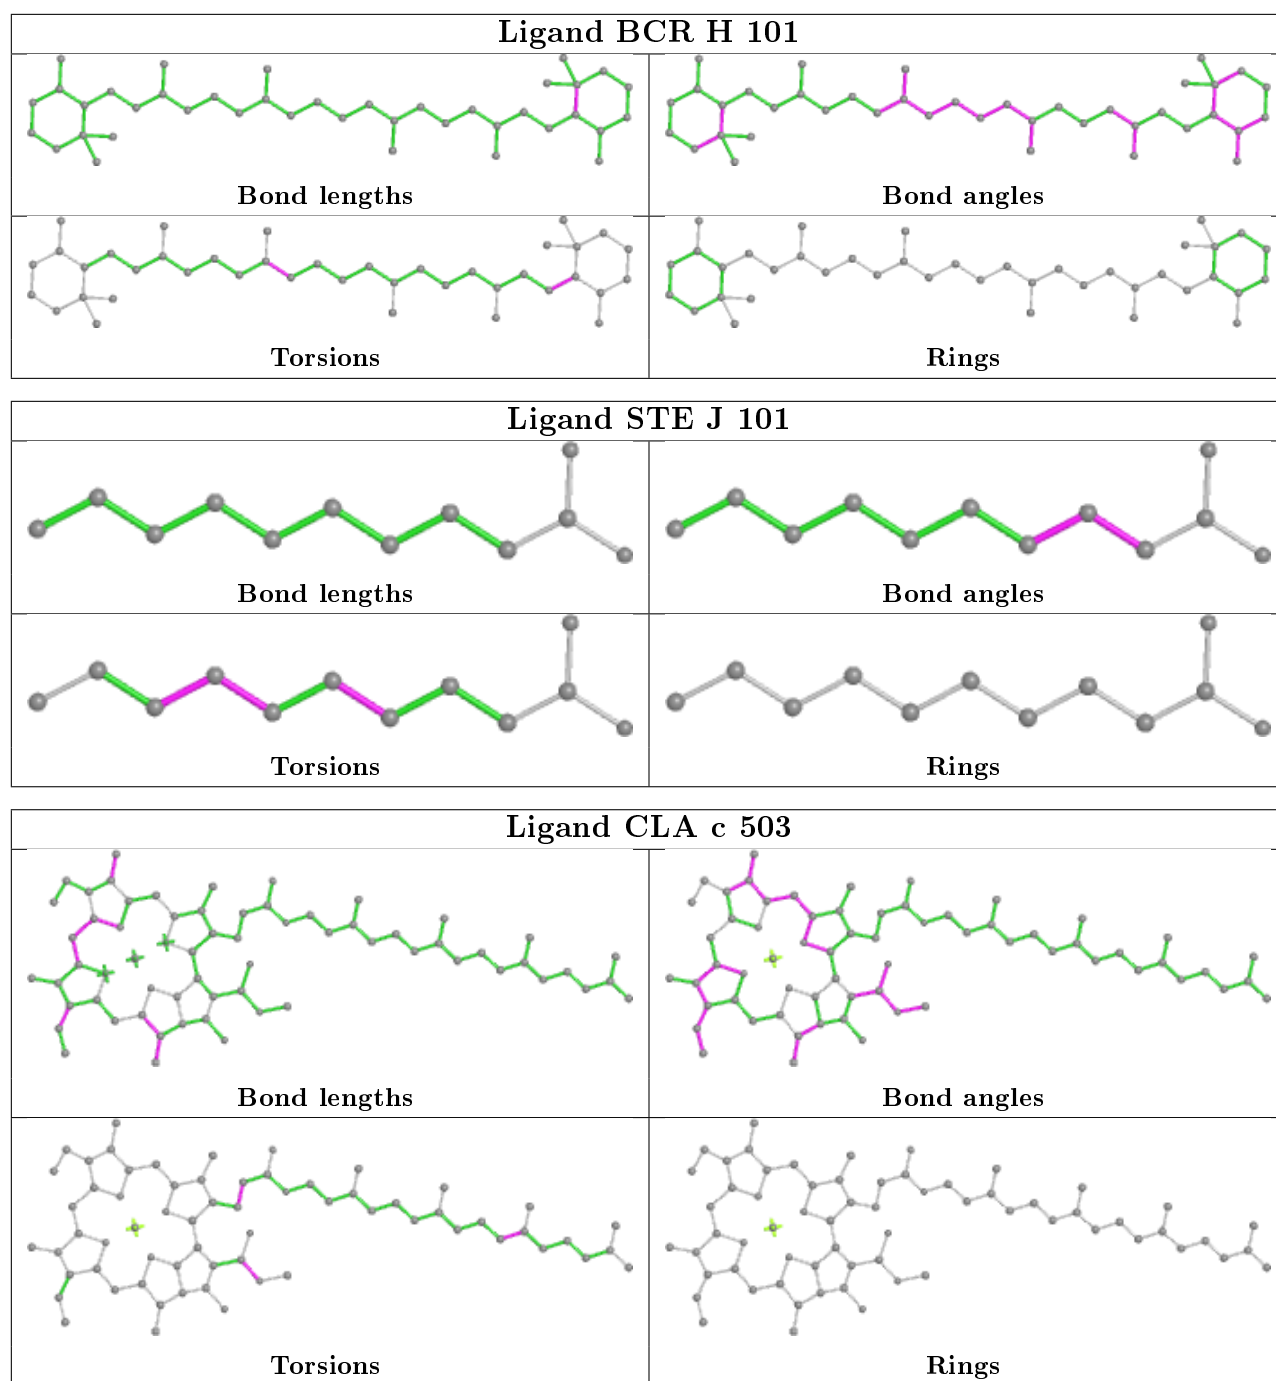 Ligand BCR H 101
Bond lengths
Bond angles
Torsions
Rings
Ligand STE J 101
Bond lengths
Bond angles
Torsions
Rings
Ligand CLA c 503
Bond lengths
Bond angles
Torsions
Rings